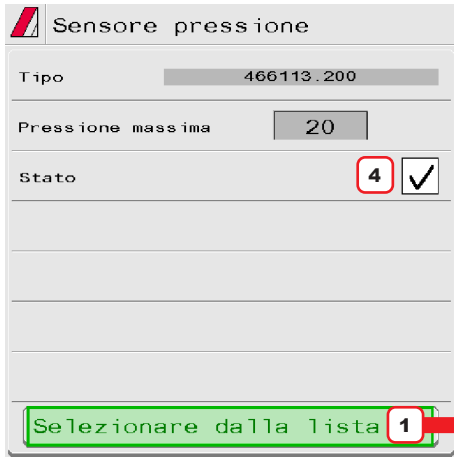 Sensore pressione
Tipo 466113.200
Pressione massima 20
Stato 4
Selezionare dalla lista 1